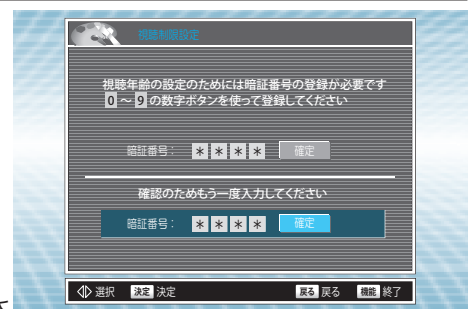 視聴制限設定
視聴年齢の設定のためには暗証番号の登録が必要です
0 ～ 9 の数字ボタンを使って登録してください
暗証番号： ＊ ＊ ＊ ＊ 確定
確認のためもう一度入力してください
暗証番号： ＊ ＊ ＊ ＊ 確定
選択 決定 決定 戻る 戻る 機能 終了